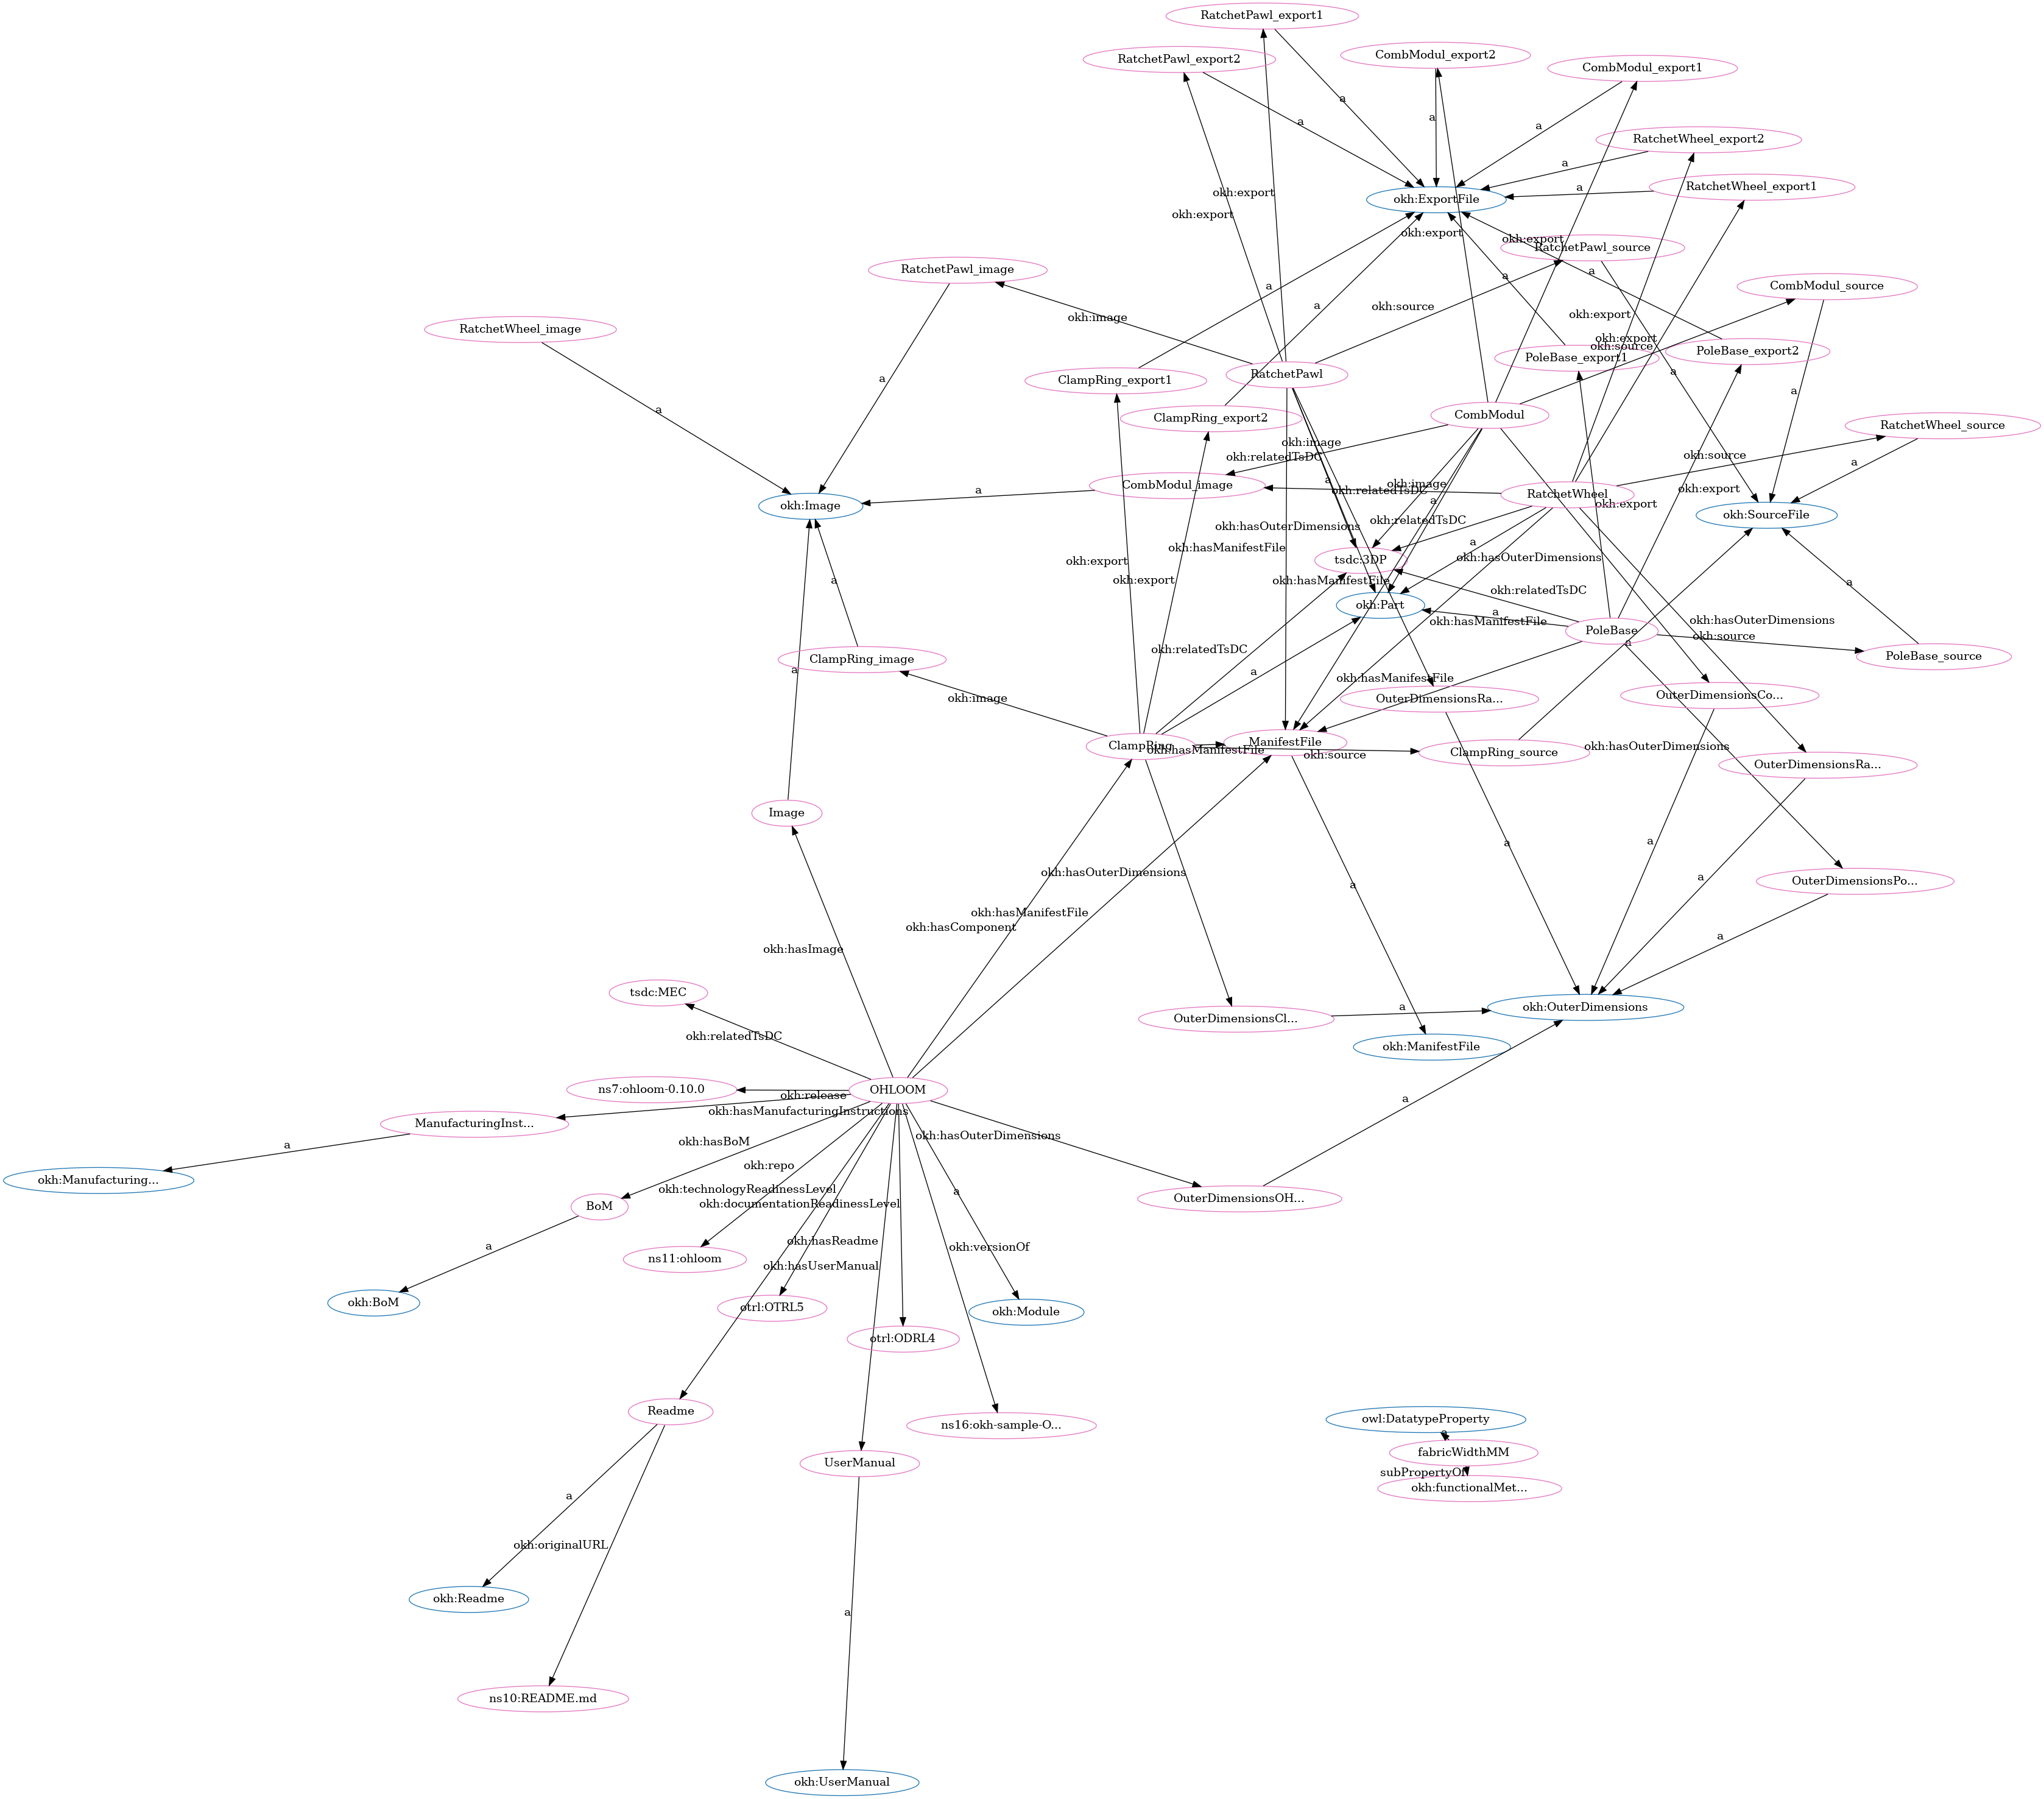 RatchetPawl_export1
RatchetPawl_export2
CombModul_export2
CombModul_export1
a
a
a
a
RatchetWheel_export2
a
RatchetWheel_export1
a
okh:export
okh:ExportFile
okh:export
okh:export
okh:export
RatchetPawl_source
RatchetPawl_image
a
a
a
CombModul_source
a
okh:source
okh:image
okh:export
RatchetWheel_image
okh:export
okh:source
PoleBase_export1
PoleBase_export2
ClampRing_export1
RatchetPawl
a
a
a
a
ClampRing_export2
CombModul
RatchetWheel_source
okh:image
okh:relatedTsDC
okh:source
a
CombModul_image
a
okh:image
okh:relatedTsDC
a
RatchetWheel
okh:export
a
okh:export
okh:Image
okh:SourceFile
okh:hasOuterDimensions
okh:relatedTsDC
okh:hasManifestFile
a
okh:hasOuterDimensions
okh:export
tsdc:3DP
okh:export
okh:hasManifestFile
a
okh:relatedTsDC
a
okh:Part
a
okh:hasManifestFile
okh:hasOuterDimensions
PoleBase
okh:source
a
okh:relatedTsDC
ClampRing_image
PoleBase_source
a
a
okh:hasManifestFile
okh:image
OuterDimensionsRa...
OuterDimensionsCo...
ClampRing
okh:hasManifestFile
ManifestFile
okh:source
ClampRing_source
okh:hasOuterDimensions
OuterDimensionsRa...
Image
a
a
okh:hasOuterDimensions
a
a
OuterDimensionsPo...
okh:hasManifestFile
okh:hasComponent
a
okh:hasImage
tsdc:MEC
okh:OuterDimensions
a
OuterDimensionsCl...
okh:relatedTsDC
okh:ManifestFile
ns7:ohloom-0.10.0
okh:release
OHLOOM
a
okh:hasManufacturingInstructions
ManufacturingInst...
okh:hasOuterDimensions
a
okh:hasBoM
okh:repo
okh:Manufacturing...
okh:technologyReadinessLevel
a
okh:documentationReadinessLevel
OuterDimensionsOH...
BoM
a
okh:hasReadme
okh:versionOf
ns11:ohloom
okh:hasUserManual
okh:BoM
otrl:OTRL5
okh:Module
otrl:ODRL4
Readme
ns16:okh-sample-O...
owl:DatatypeProperty
a
fabricWidthMM
UserManual
subPropertyOf
okh:functionalMet...
a
okh:originalURL
okh:Readme
a
ns10:README.md
okh:UserManual